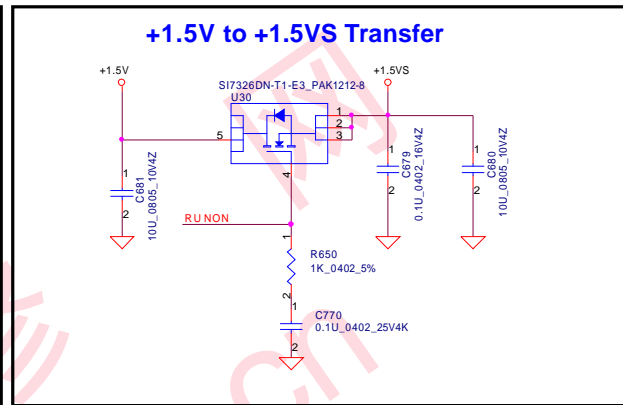 +1.5V to +1.5VS Transfer
+1.5V
+1.5VS
SI7326DN-T1-E3_PAK1212-8
U30
5
1
2
3
4
1
2
C681
10U_0805_10V4Z
1
2
C679
0.1U_0402_16V4Z
1
2
C680
10U_0805_10V4Z
RUNON
1
R650
1K_0402_5%
2
1
C770
0.1U_0402_25V4K
2
网
cn